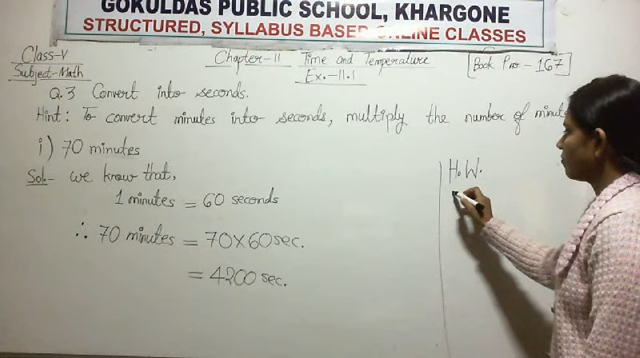 GOKULDAS PUBLIC SCHOOL, KHARGONE
STRUCTURED, SYLLABUS BASED ONLINE CLASSES
Class-V
Chapter-11 Time and Temperature
Subject-Math
Ex.-11.1
Book P no-167
Q.3 Convert into seconds.
Hint: To convert minutes into seconds, multiply the number of minut
i) 70 minutes
Sol.- we know that,
H.W.
1 minutes = 60 seconds
∴ 70 minutes = 70×60 sec.
= 4200 sec.